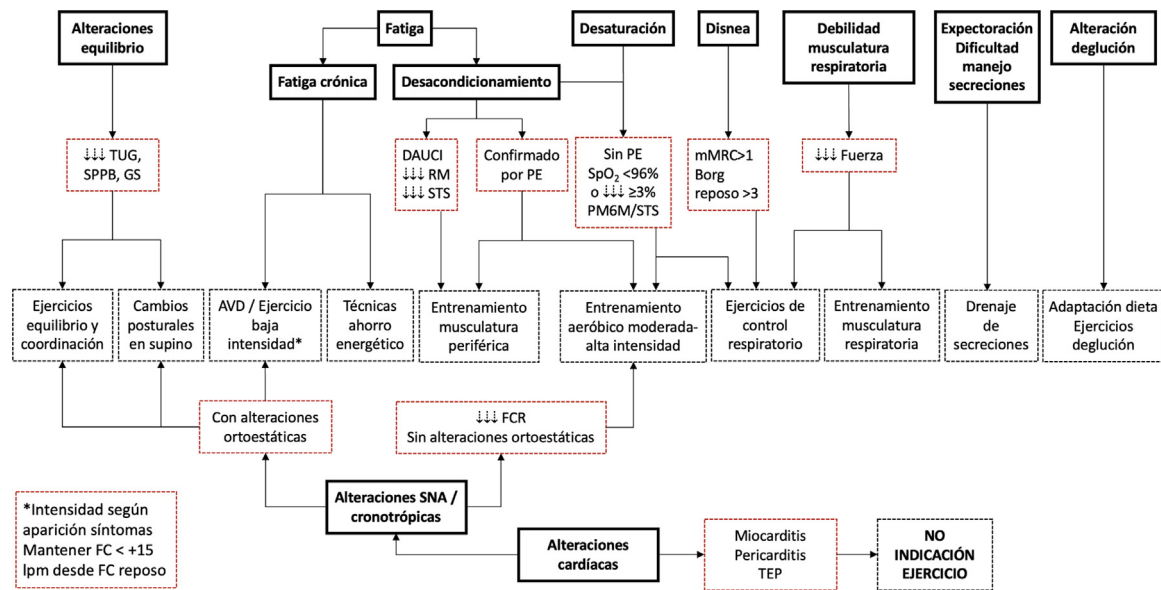 Alteraciones
equilibrio
Fatiga
Desaturación
Disnea
Debilidad
musculatura
respiratoria
Expectoración
Dificultad
manejo
secreciones
Alteración
deglución
Fatiga crónica
Desacondicionamiento
↓↓↓ TUG,
SPPB, GS
DAUCI
↓↓↓ RM
↓↓↓ STS
Confirmado
por PE
Sin PE
SpO₂ <96%
o ↓↓↓ ≥3%
PM6M/STS
mMRC>1
Borg
reposo >3
↓↓↓ Fuerza
Ejercicios
equilibrio y
coordinación
Cambios
posturales
en supino
AVD / Ejercicio
baja
intensidad*
Técnicas
ahorro
energético
Entrenamiento
musculatura
periférica
Entrenamiento
aeróbico moderada-
alta intensidad
Ejercicios de
control
respiratorio
Entrenamiento
musculatura
respiratoria
Drenaje
de
secreciones
Adaptación dieta
Ejercicios
deglución
Con alteraciones
ortoestáticas
↓↓↓ FCR
Sin alteraciones ortoestáticas
Alteraciones SNA /
cronotrópicas
*Intensidad según
aparición síntomas
Mantener FC < +15
lpm desde FC reposo
Alteraciones
cardíacas
Miocarditis
Pericarditis
TEP
NO
INDICACIÓN
EJERCICIO